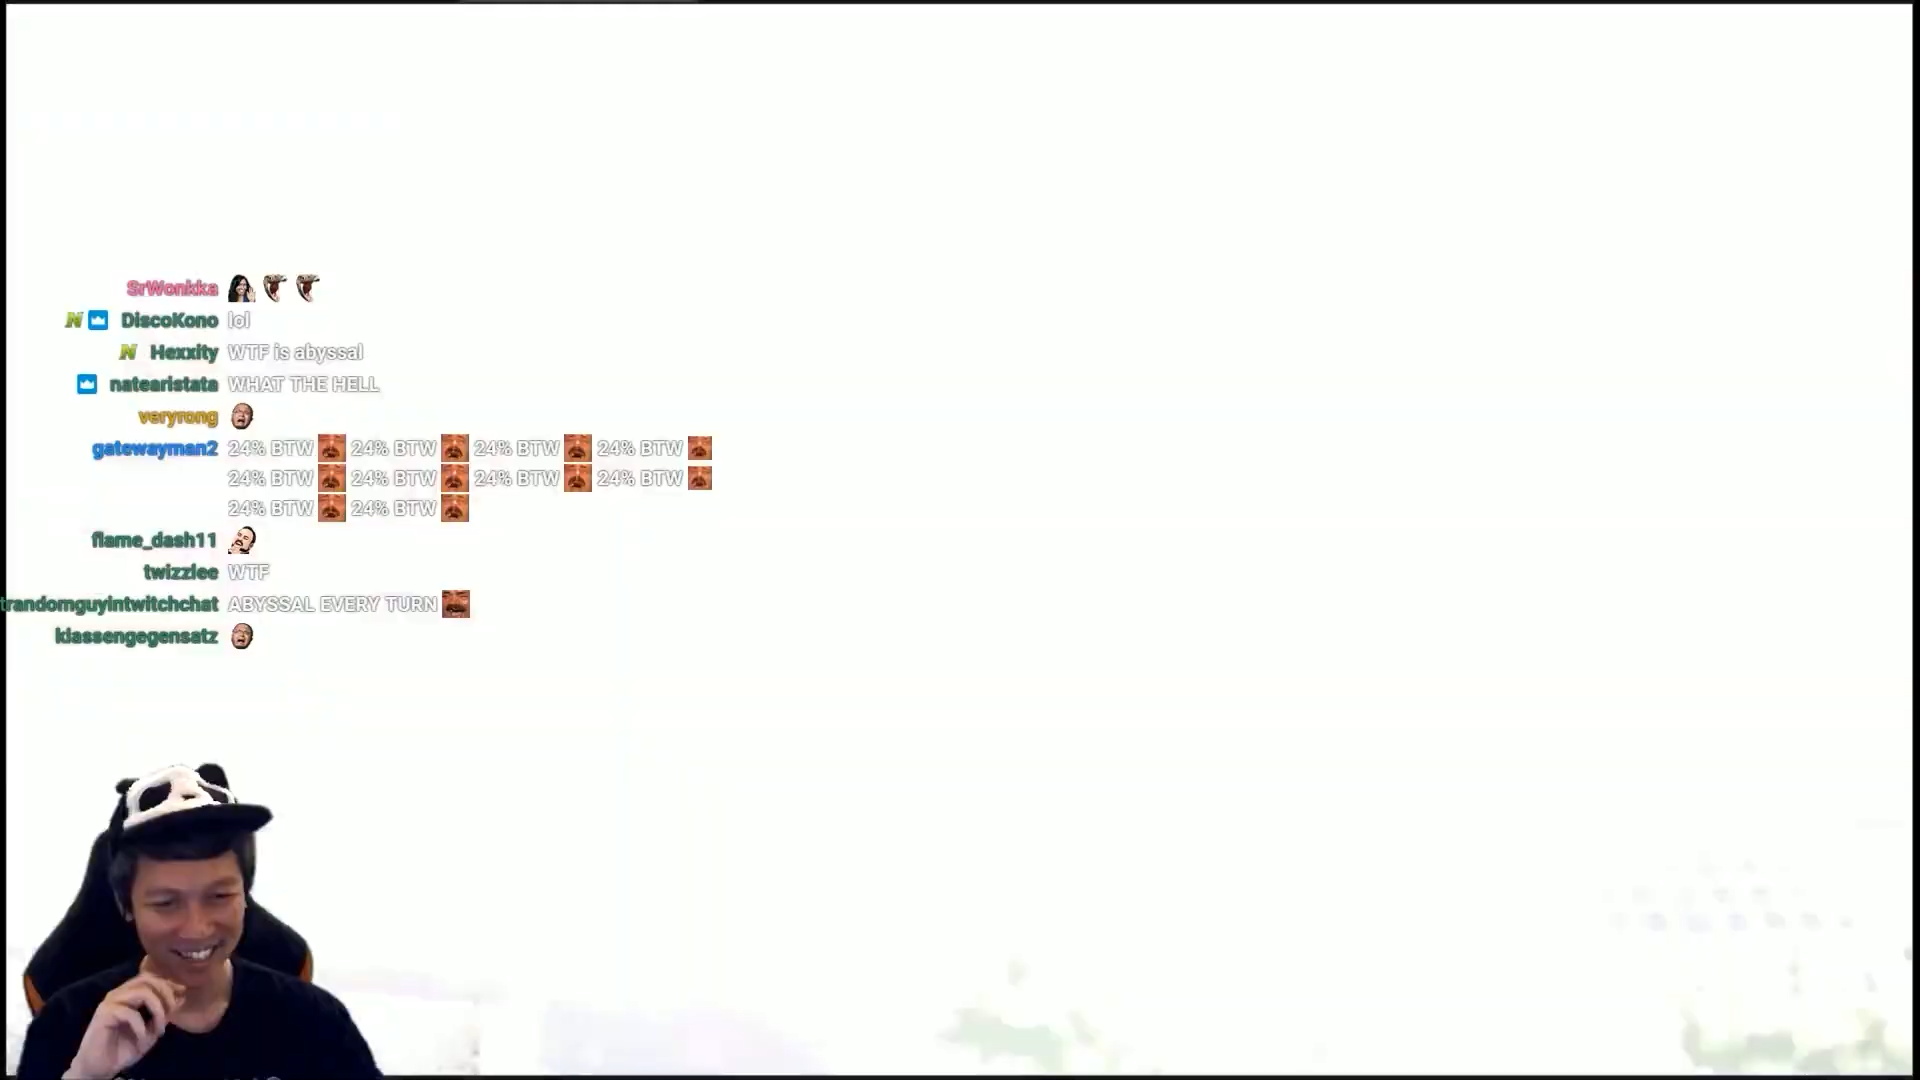 SrWonkka
DiscoKono lol
Hexxity WTF is abyssal
natearistata WHAT THE HELL
veryrong
gatewayman2 24% BTW 24% BTW 24% BTW 24% BTW
24% BTW 24% BTW 24% BTW 24% BTW
24% BTW 24% BTW
flame_dash11
twizzlee WTF
trandomguyintwitchchat ABYSSAL EVERY TURN
klassengegensatz